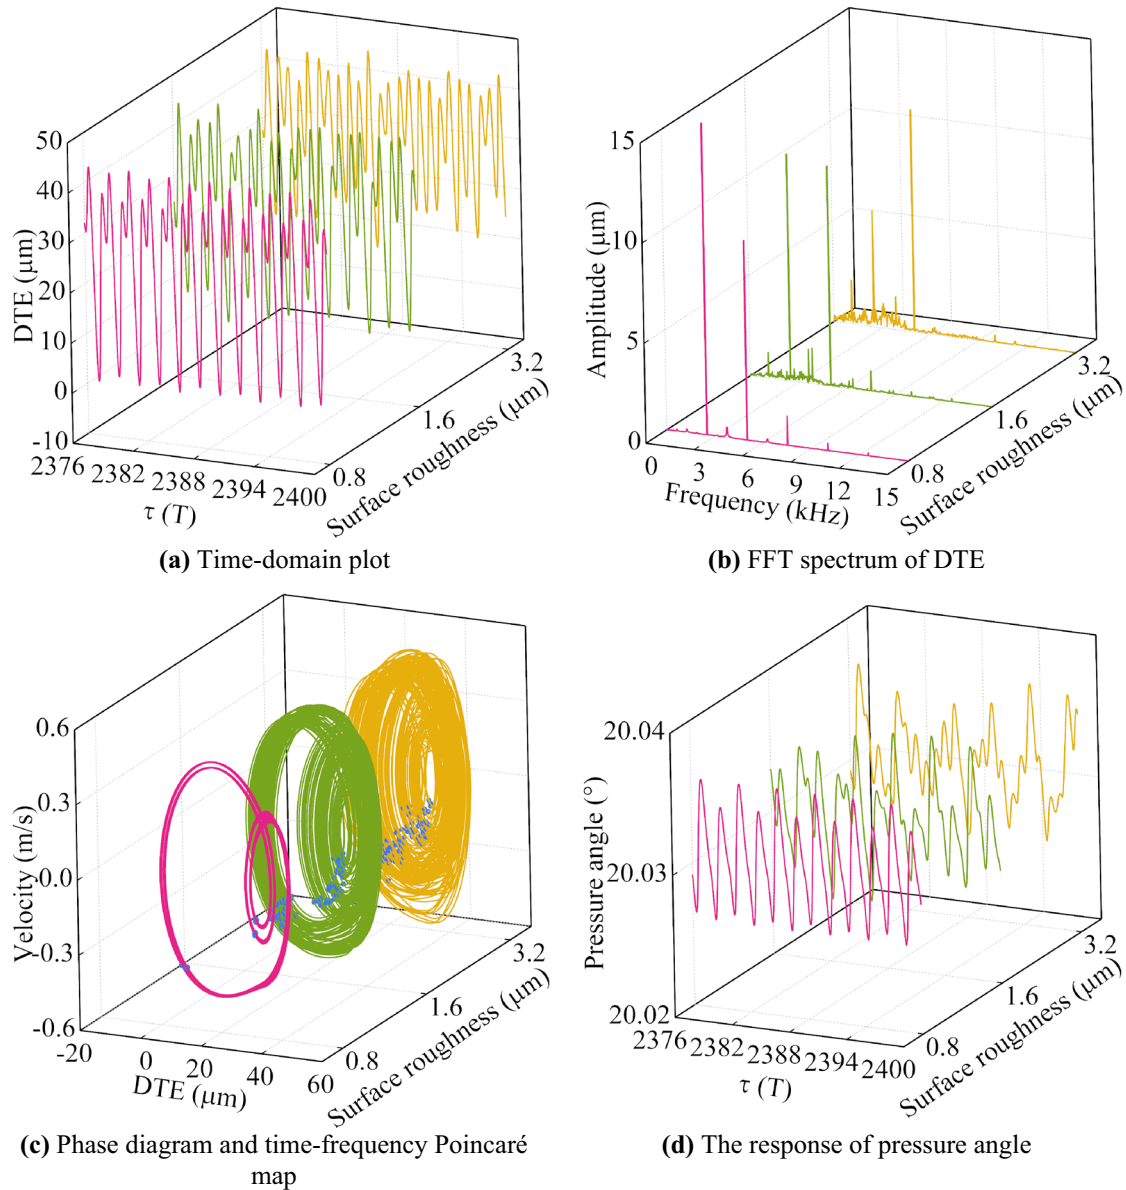 50
40
30
20
10
0
-10
DTE (μm)
2376 2382 2388 2394 2400
τ (T)
0.8
1.6
3.2
Surface roughness (μm)
(a) Time-domain plot
15
10
5
0
Amplitude (μm)
0 3 6 9 12 15
Frequency (kHz)
0.8
1.6
3.2
Surface roughness (μm)
(b) FFT spectrum of DTE
0.6
0.3
-0.0
-0.3
-0.6
Velocity (m/s)
-20 0 20 40 60
DTE (μm)
0.8
1.6
3.2
Surface roughness (μm)
(c) Phase diagram and time-frequency Poincaré
map
20.04
20.03
20.02
Pressure angle (°)
2376 2382 2388 2394 2400
τ (T)
0.8
1.6
3.2
Surface roughness (μm)
(d) The response of pressure angle